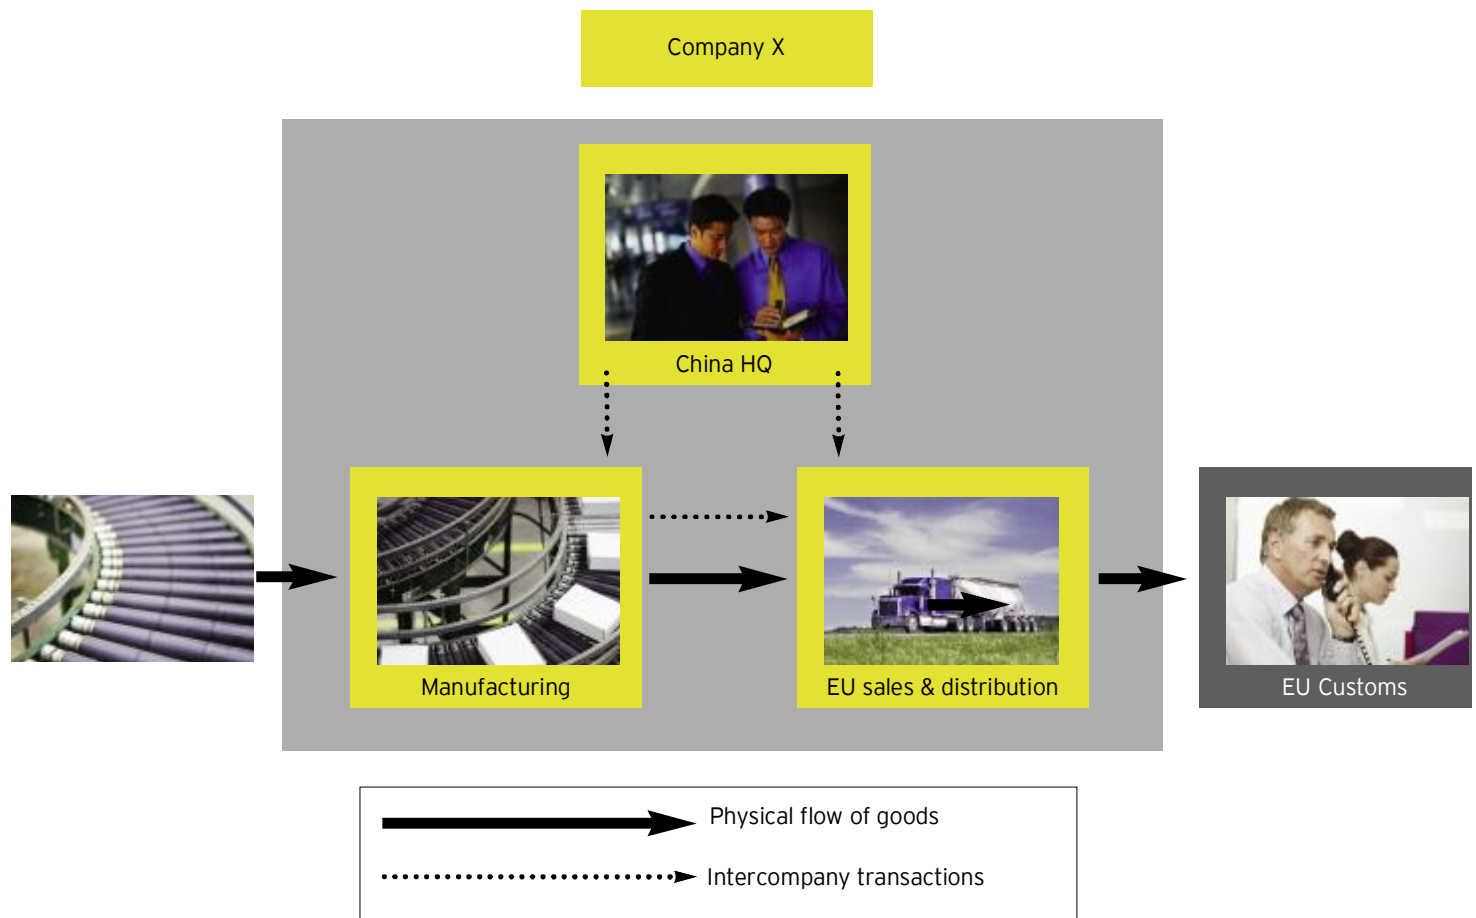 Company X
China HQ
Manufacturing
EU sales & distribution
EU Customs
Physical flow of goods
Intercompany transactions